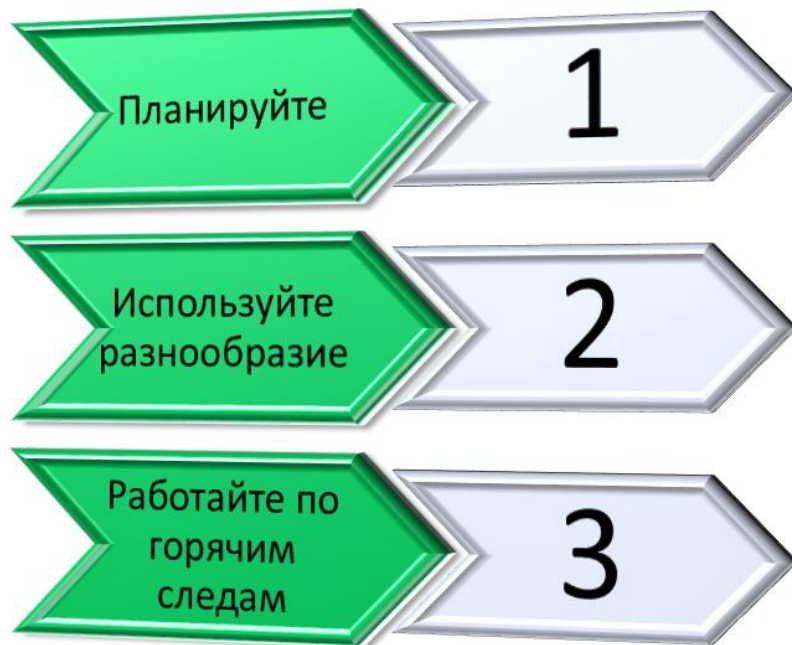 Планируйте
1
Используйте
разнообразие
2
Работайте по
горячим
следам
3